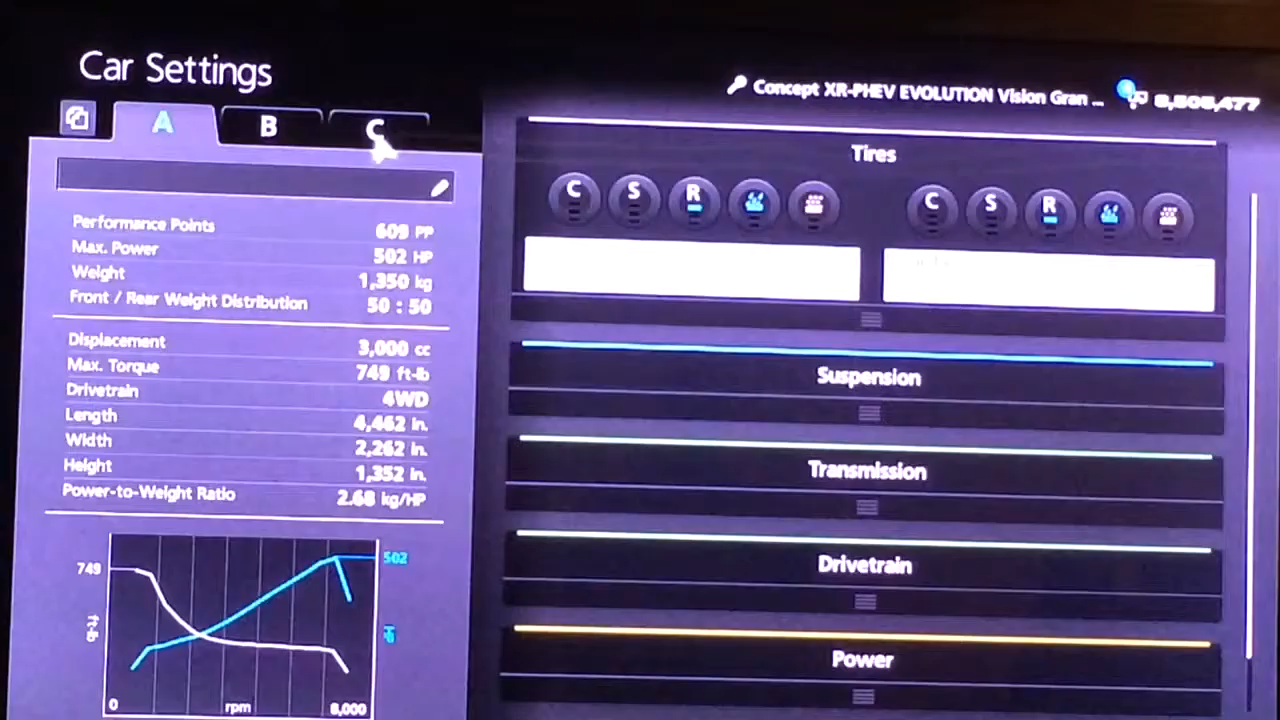 Car Settings
Concept XR-PHEV EVOLUTION Vision Gran ...
A
B
C
Performance Points 609 PP
Max. Power 502 HP
Weight 1,350 kg
Front / Rear Weight Distribution 50 : 50
Displacement 3,000 cc
Max. Torque 749 ft-lb
Drivetrain 4WD
Length 4,462 in.
Width 2,262 in.
Height 1,352 in.
Power-to-Weight Ratio 2.68 kg/HP
749
502
ft-lb
HP
0
rpm
8,000
Tires
C S R
C S R
Suspension
Transmission
Drivetrain
Power